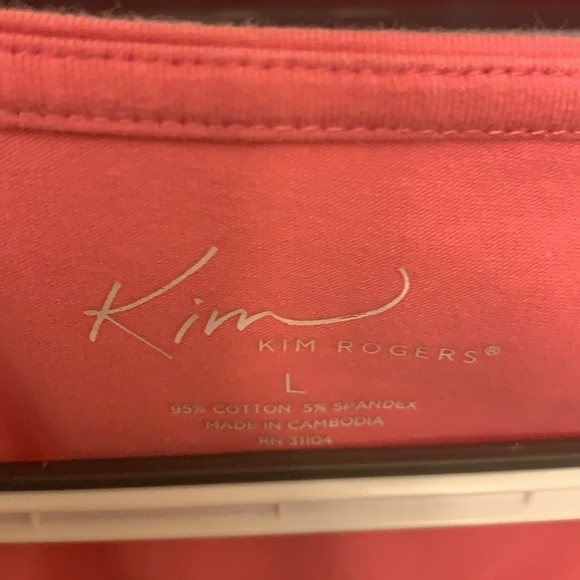 Kim
KIM ROGERS®
L
95% COTTON 5% SPANDEX
MADE IN CAMBODIA
RN 31104